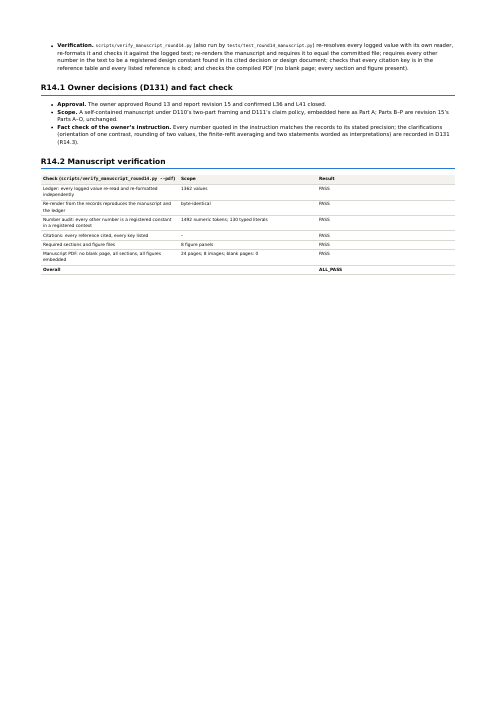 • Verification. scripts/verify_manuscript_round14.py (also run by tests/test_round14_manuscript.py) re-resolves every logged value with its own reader,
re-formats it and checks it against the logged text; re-renders the manuscript and requires it to equal the committed file; requires every other
number in the text to be a registered design constant found in its cited decision or design document; checks that every citation key is in the
reference table and every listed reference is cited; and checks the compiled PDF (no blank page; every section and figure present).
R14.1 Owner decisions (D131) and fact check
• Approval. The owner approved Round 13 and report revision 15 and confirmed L36 and L41 closed.
• Scope. A self-contained manuscript under D110's two-part framing and D111's claim policy, embedded here as Part A; Parts B–P are revision 15's
Parts A–O, unchanged.
• Fact check of the owner's instruction. Every number quoted in the instruction matches the records to its stated precision; the clarifications
(orientation of one contrast, rounding of two values, the finite-refit averaging and two statements worded as interpretations) are recorded in D131
(R14.3).
R14.2 Manuscript verification
Check (scripts/verify_manuscript_round14.py --pdf) Scope Result
Ledger: every logged value re-read and re-formatted 1362 values PASS
independently
Re-render from the records reproduces the manuscript and byte-identical PASS
the ledger
Number audit: every other number is a registered constant 1492 numeric tokens; 130 typed literals PASS
in a registered context
Citations: every reference cited, every key listed – PASS
Required sections and figure files 8 figure panels PASS
Manuscript PDF: no blank page, all sections, all figures 24 pages; 8 images; blank pages: 0 PASS
embedded
Overall ALL_PASS